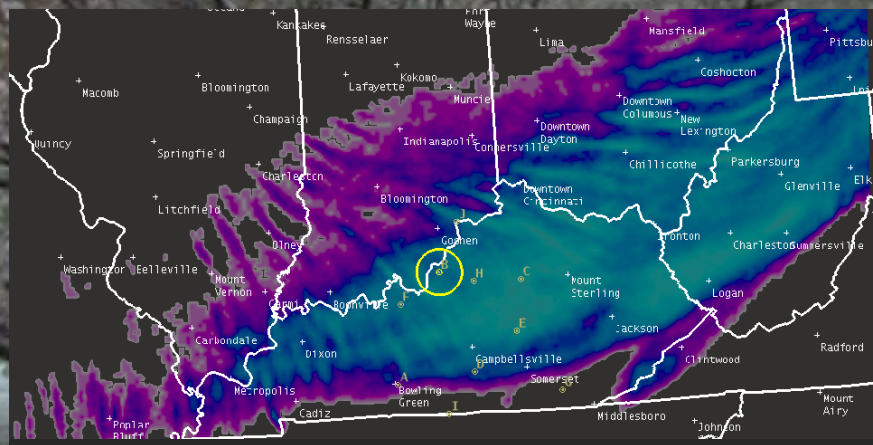 Kankakee
Rensselaer
Wayne
Lima
Mansfield
Pittsbu
Macomb
Bloomington
Lafayette
Kokomo
Muncie
Coshocton
Downtown
Columbus
New
Lexington
Champaign
Quincy
Springfield
Indianapolis
Connersville
Downtown
Dayton
Chillicothe
Parkersburg
Charleston
Litchfield
Bloomington
Downtown
Cincinnati
Glenville
Elk
J
Goshen
Olney
Ironton
Charleston
Summersville
Washington
Belleville
Mount
Vernon
Carmi
Boonville
B
H
C
Mount
Sterling
Logan
F
E
Jackson
Carbondale
Dixon
Campbellsville
Clintwood
Radford
A
D
Somerset
Metropolis
Bowling
Green
Cadiz
I
Middlesboro
Poplar
Bluff
Johnson
Mount
Airy